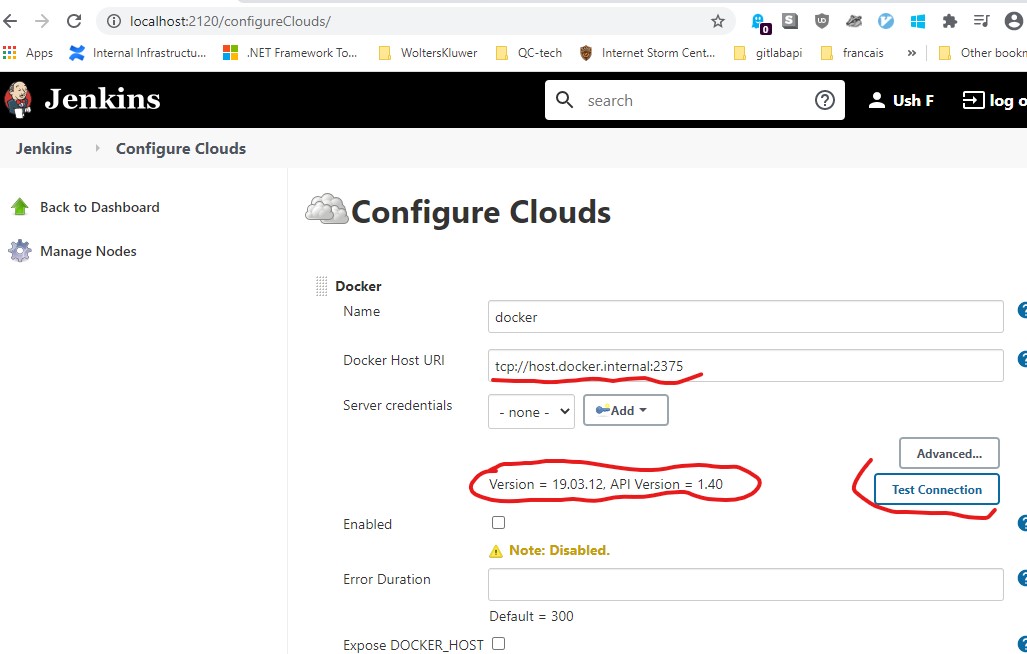 localhost:2120/configureClouds/
0
S
UD
Apps Internal Infrastructu... .NET Framework To... WoltersKluwer QC-tech Internet Storm Cent... gitlabapi francais » Other bookm
Jenkins search ? Ush F log o
Jenkins Configure Clouds
Back to Dashboard
Manage Nodes
Configure Clouds
Docker
Name docker
Docker Host URI tcp://host.docker.internal:2375
Server credentials - none - Add
Advanced...
Version = 19.03.12, API Version = 1.40 Test Connection
Enabled
Note: Disabled.
Error Duration
Default = 300
Expose DOCKER_HOST